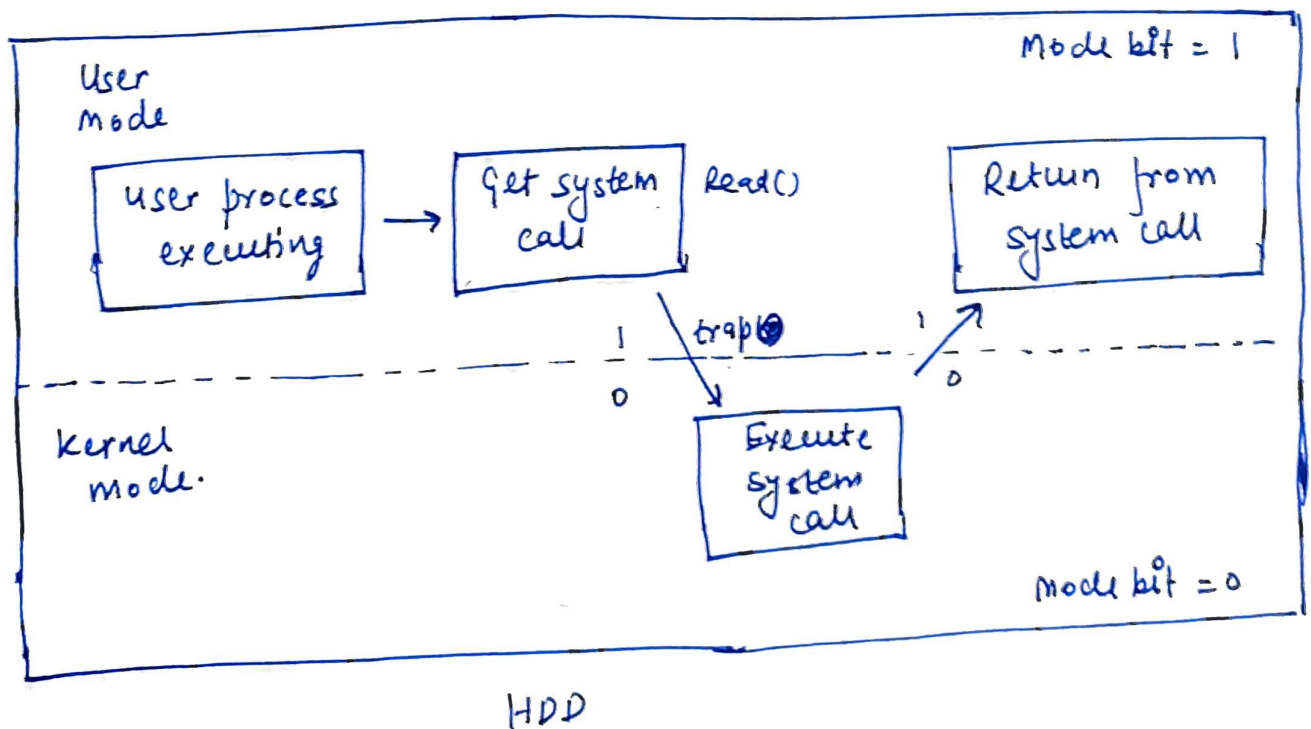 Mode bit = 1
User
mode
user process
executing
Get system
call
Read()
Return from
system call
1
trap
1
0
0
Kernel
mode.
Execute
system
call
Mode bit = 0
HDD